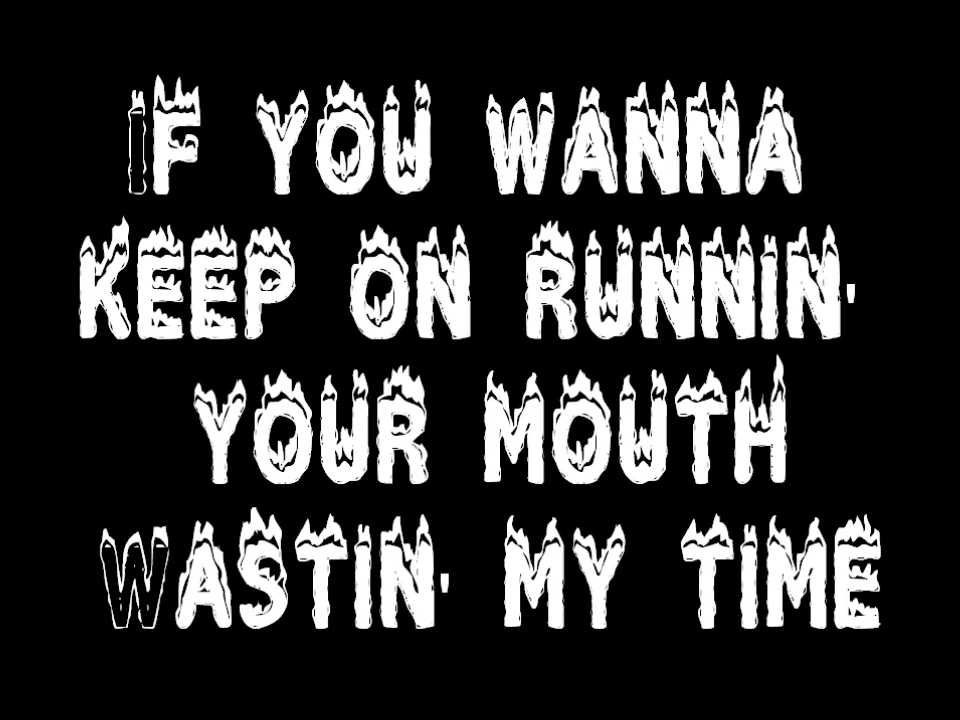 If you wanna
keep on runnin'
your mouth
Wastin' my time